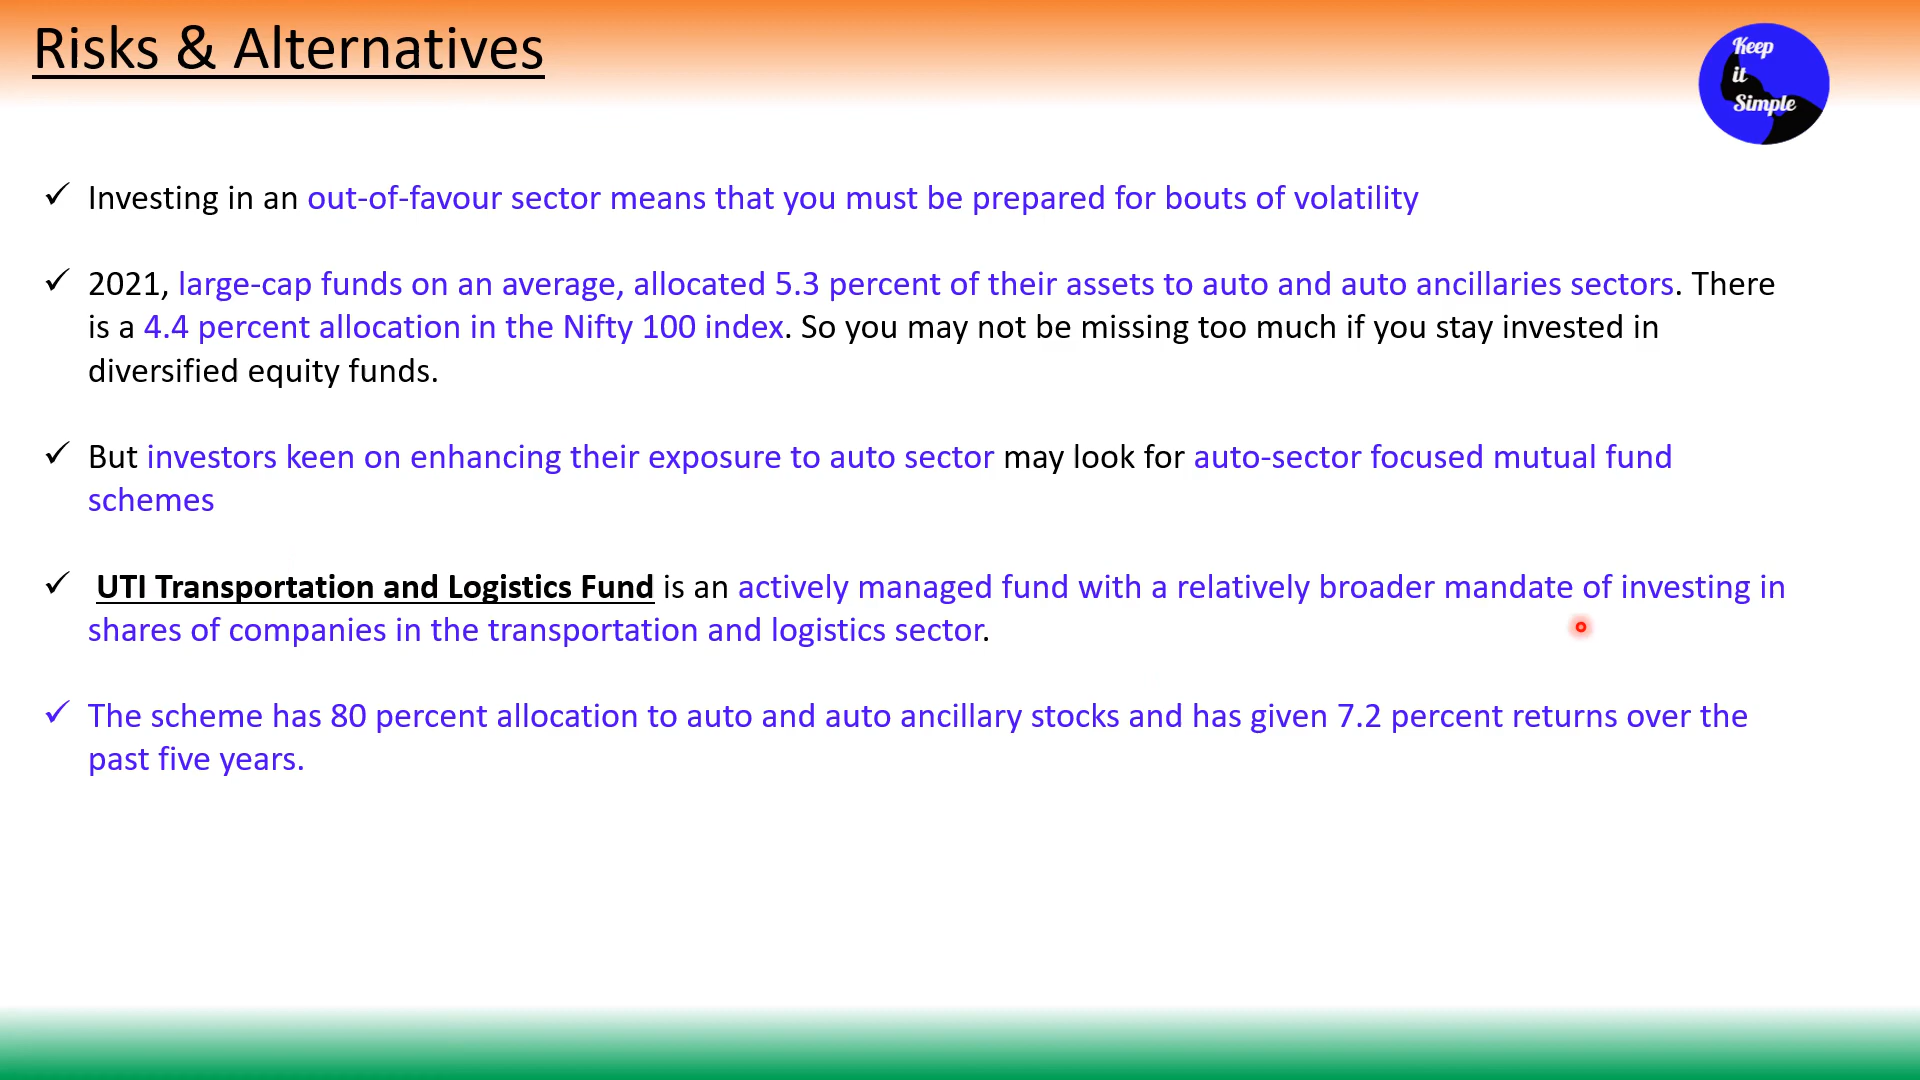 Risks & Alternatives
Keep
it
Simple
✓ Investing in an out-of-favour sector means that you must be prepared for bouts of volatility
✓ 2021, large-cap funds on an average, allocated 5.3 percent of their assets to auto and auto ancillaries sectors. There
is a 4.4 percent allocation in the Nifty 100 index. So you may not be missing too much if you stay invested in
diversified equity funds.
✓ But investors keen on enhancing their exposure to auto sector may look for auto-sector focused mutual fund
schemes
✓ UTI Transportation and Logistics Fund is an actively managed fund with a relatively broader mandate of investing in
shares of companies in the transportation and logistics sector.
✓ The scheme has 80 percent allocation to auto and auto ancillary stocks and has given 7.2 percent returns over the
past five years.